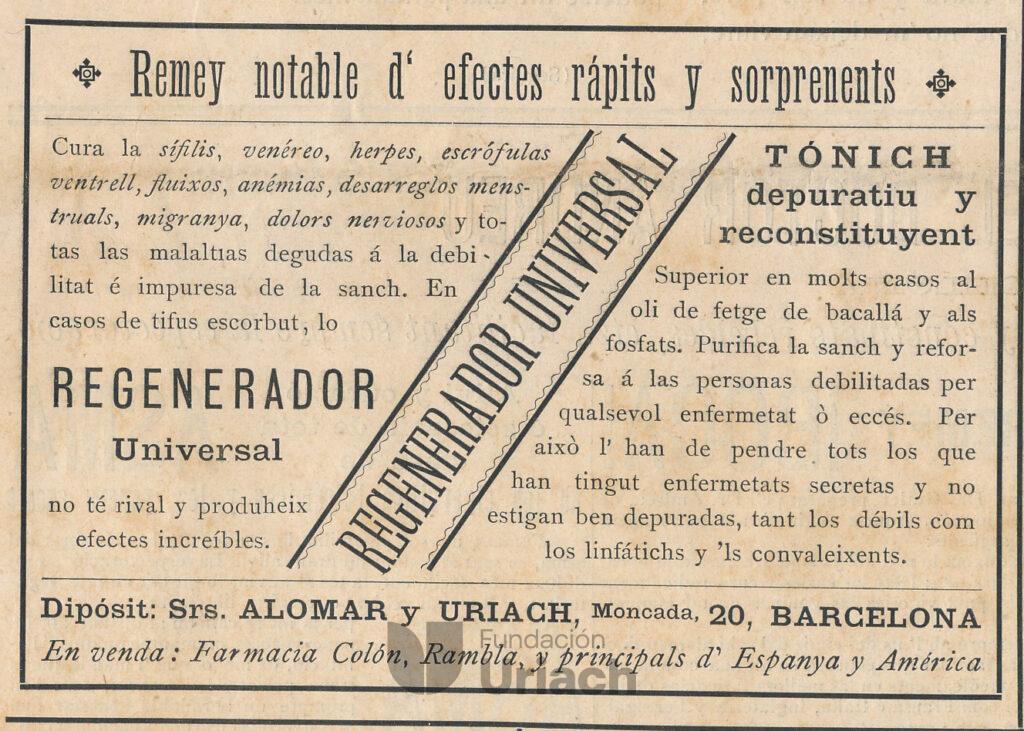 Remey notable d' efectes rápits y sorprenents
Cura la sífilis, venéreo, herpes, escrófulas
ventrell, fluixos, anémias, desarreglos mens-
truals, migranya, dolors nerviosos y to-
tas las malaltias degudas á la debi-
litat é impuresa de la sanch. En
casos de tifus escorbut, lo
REGENERADOR
Universal
no té rival y produheix
efectes increíbles.
REGENERADOR UNIVERSAL
TÓNICH
depuratiu y
reconstituyent
Superior en molts casos al
oli de fetge de bacallá y als
fosfats. Purifica la sanch y refor-
sa á las personas debilitadas per
qualsevol enfermetat ò eccés. Per
això l' han de pendre tots los que
han tingut enfermetats secretas y no
estigan ben depuradas, tant los débils com
los linfátichs y 'ls convaleixents.
Dipósit: Srs. ALOMAR y URIACH, Moncada, 20, BARCELONA
En venda: Farmacia Colón, Rambla, y principals d' Espanya y América
Fundación
Uriach